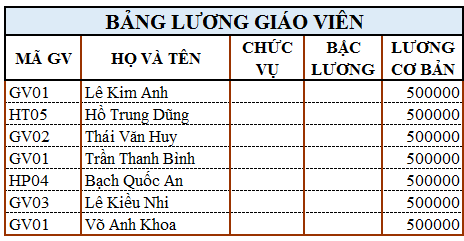 BẢNG LƯƠNG GIÁO VIÊN
MÃ GV HỌ VÀ TÊN CHỨC VỤ BẬC LƯƠNG LƯƠNG CƠ BẢN
GV01 Lê Kim Anh 500000
HT05 Hồ Trung Dũng 500000
GV02 Thái Văn Huy 500000
GV01 Trần Thanh Bình 500000
HP04 Bạch Quốc An 500000
GV03 Lê Kiều Nhi 500000
GV01 Võ Anh Khoa 500000